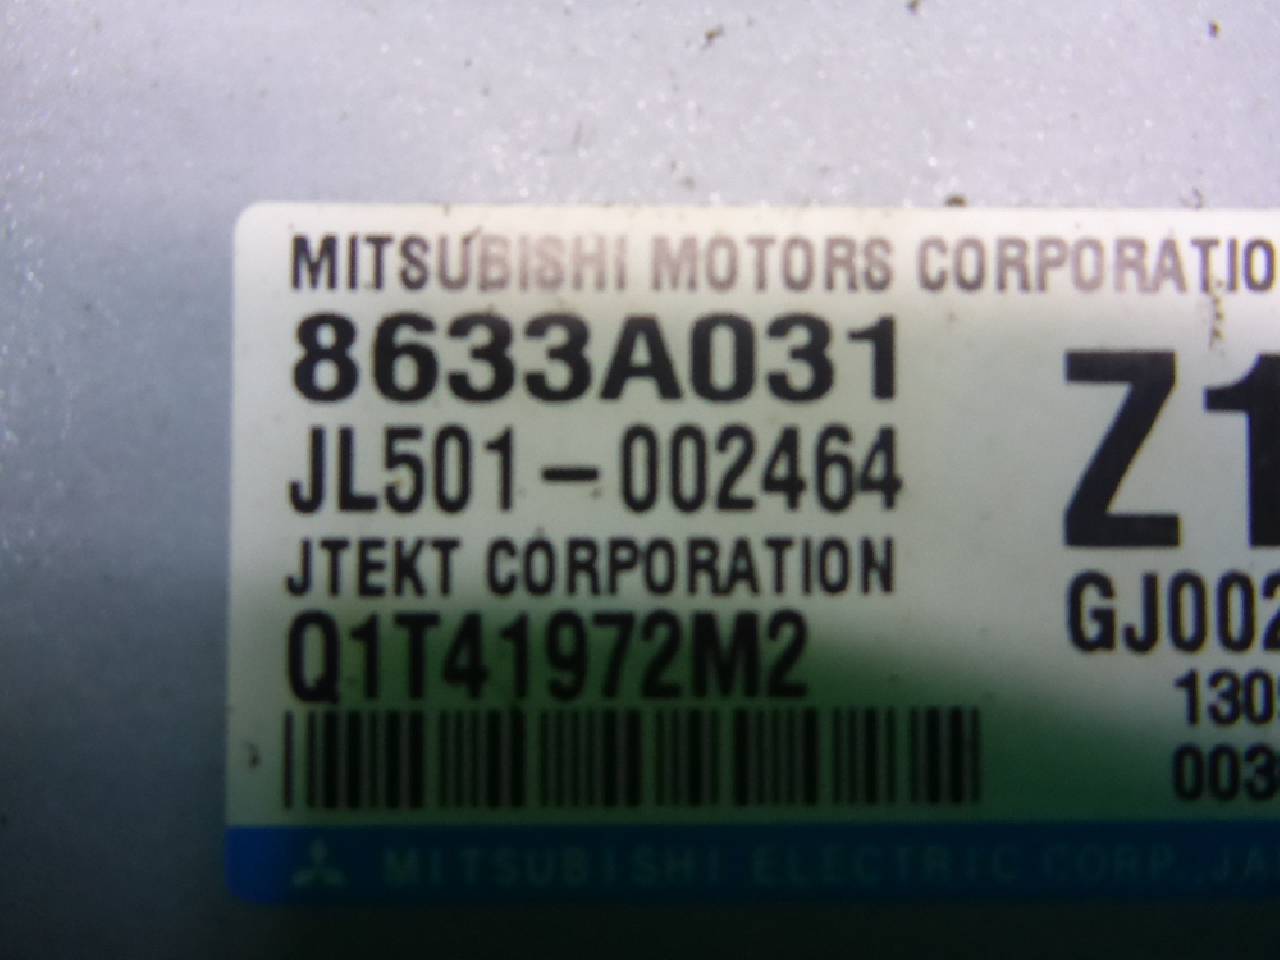 MITSUBISHI MOTORS CORPORATIO
8633A031
Z1
JL501-002464
JTEKT CORPORATION
GJ002
Q1T41972M2
130
003
MITSUBISHI ELECTRIC CORP., JA